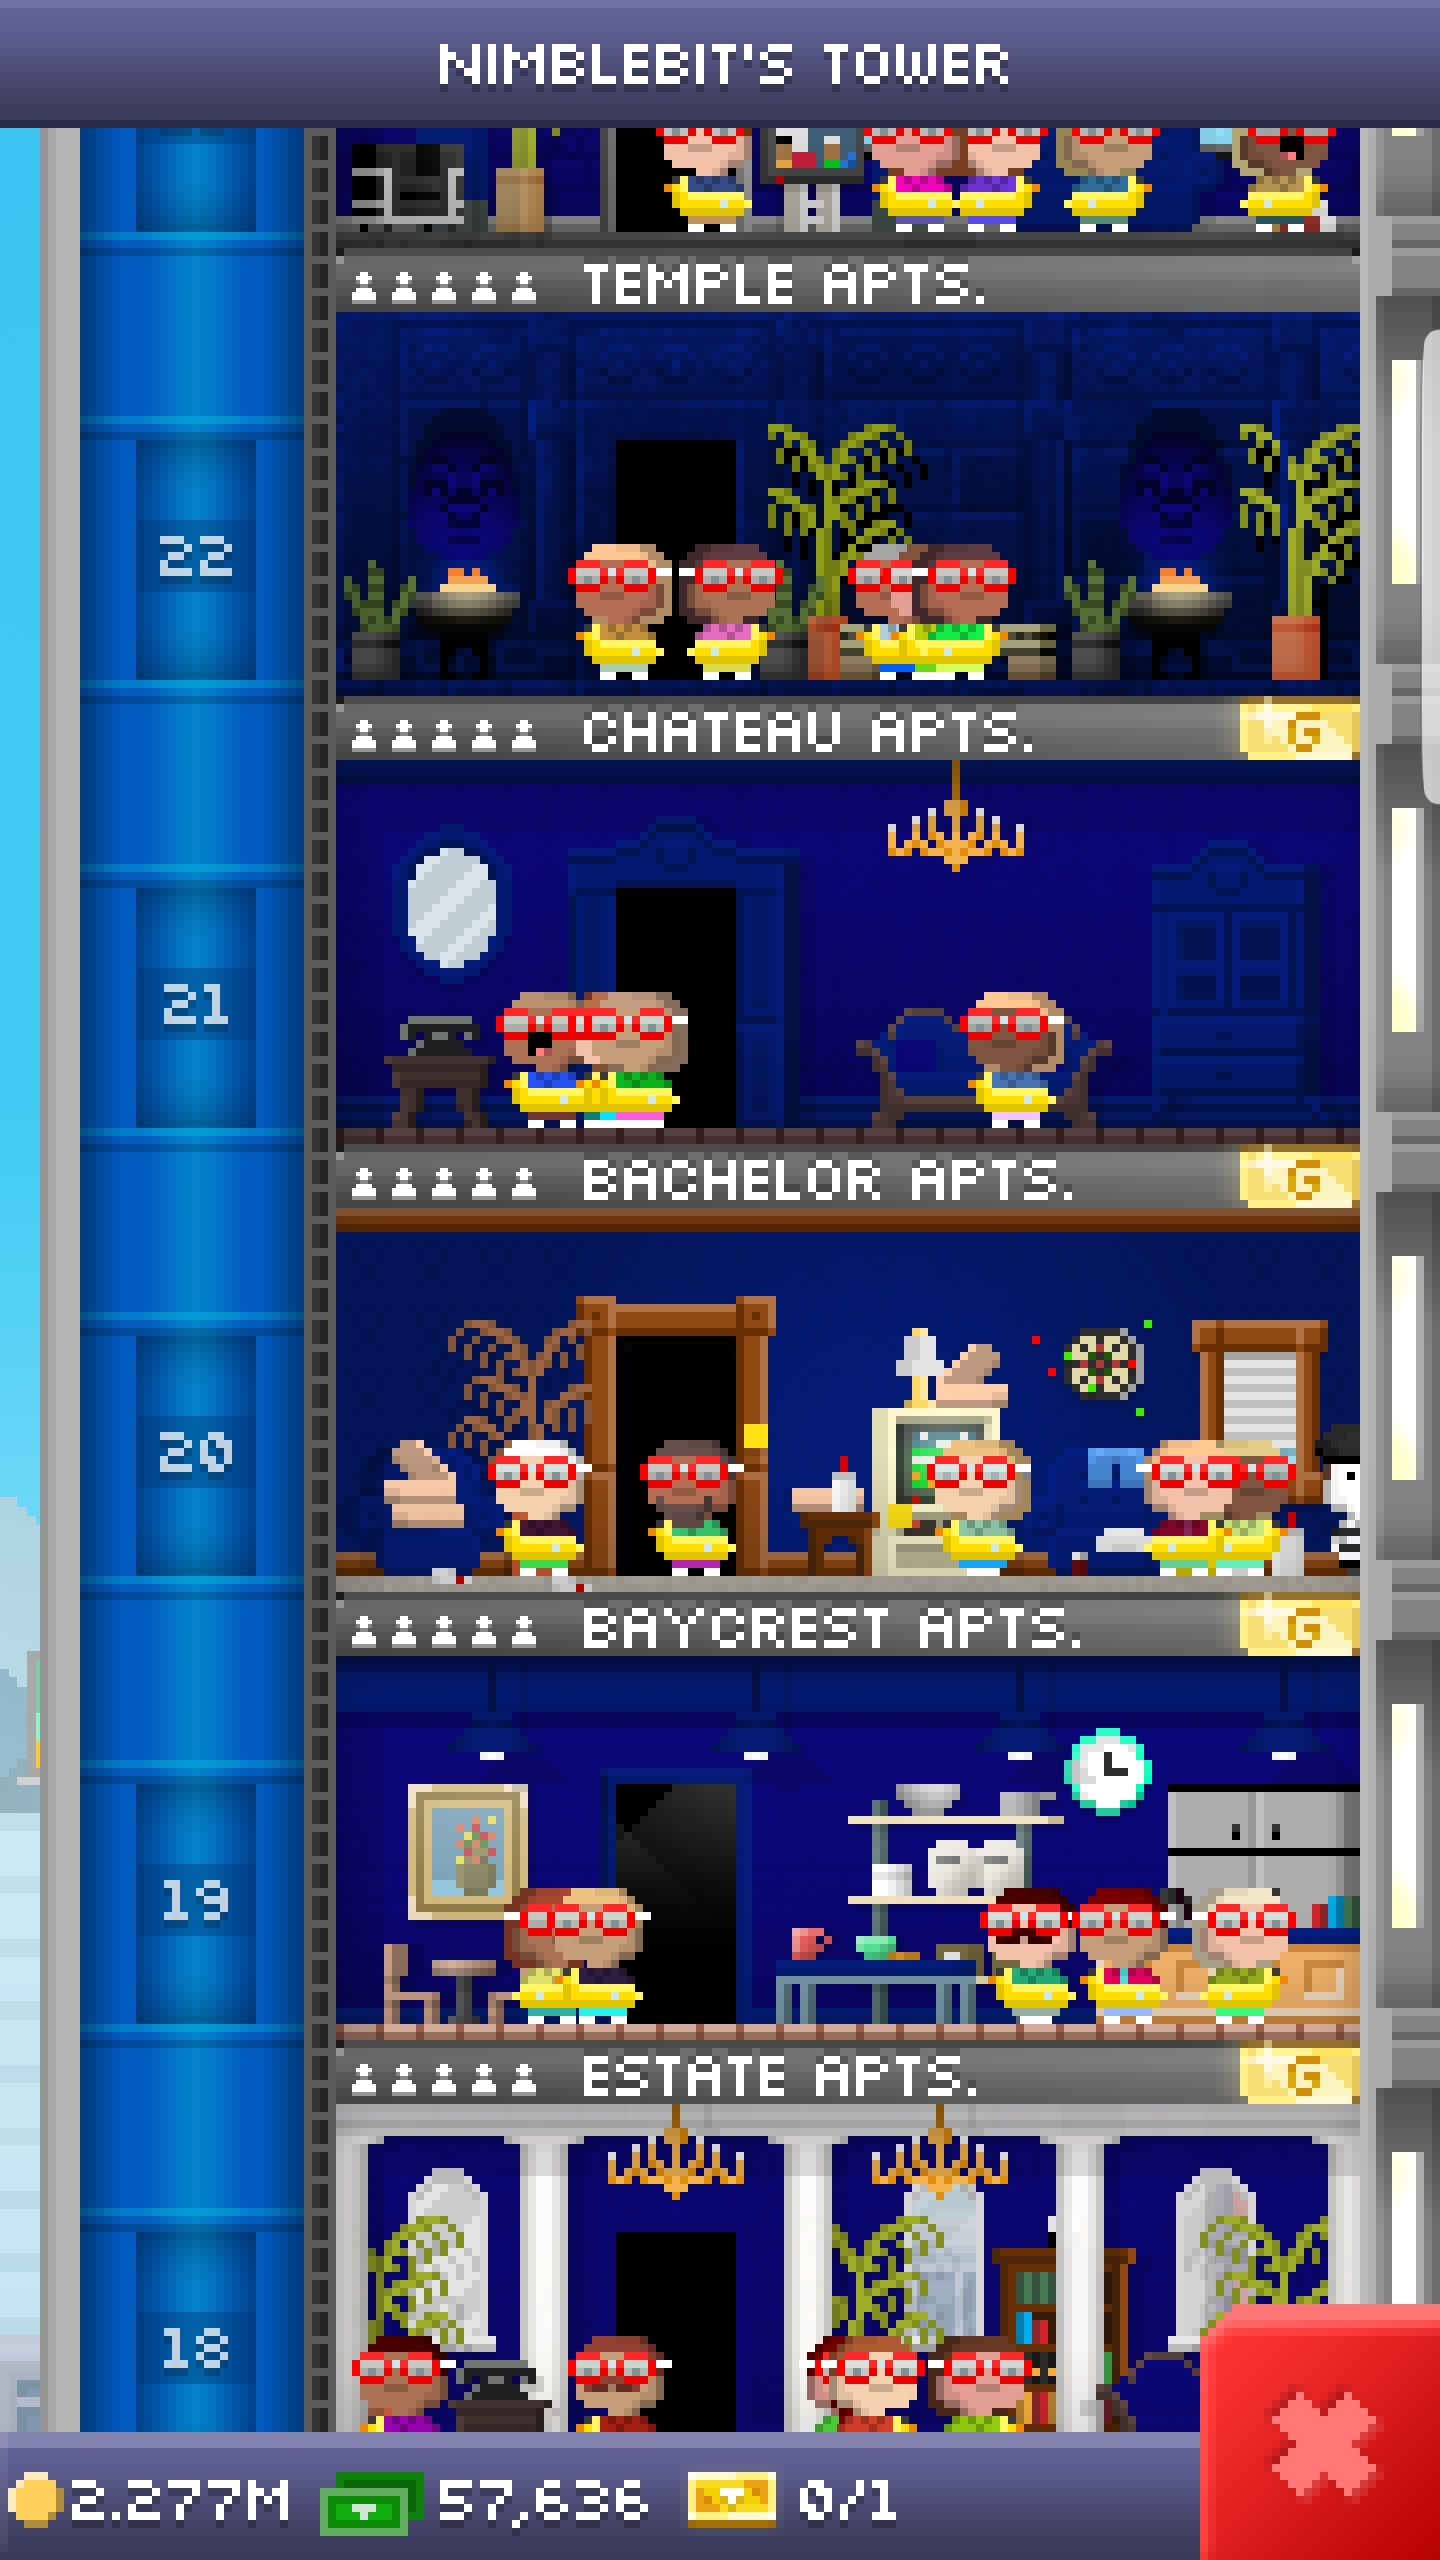 NIMBLEBIT'S TOWER
TEMPLE APTS.
22
CHATEAU APTS. G
21
BACHELOR APTS. G
20
BAYCREST APTS. G
19
ESTATE APTS. G
18
2.277M 57,636 0/1